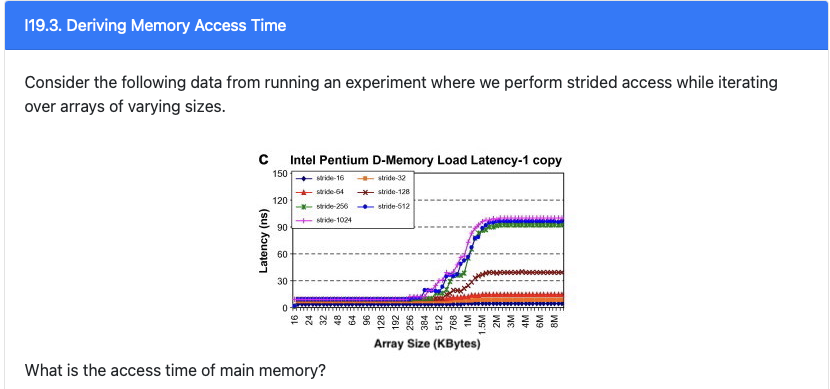 I19.3. Deriving Memory Access Time
Consider the following data from running an experiment where we perform strided access while iterating
over arrays of varying sizes.
C Intel Pentium D-Memory Load Latency-1 copy
150
120
90
60
30
0
Latency (ns)
stride-16 stride-32
stride-64 stride-128
stride-256 stride-512
stride-1024
16 24 32 48 64 96 128 192 256 384 512 768 1M 1.5M 2M 3M 4M 6M 8M
Array Size (KBytes)
What is the access time of main memory?